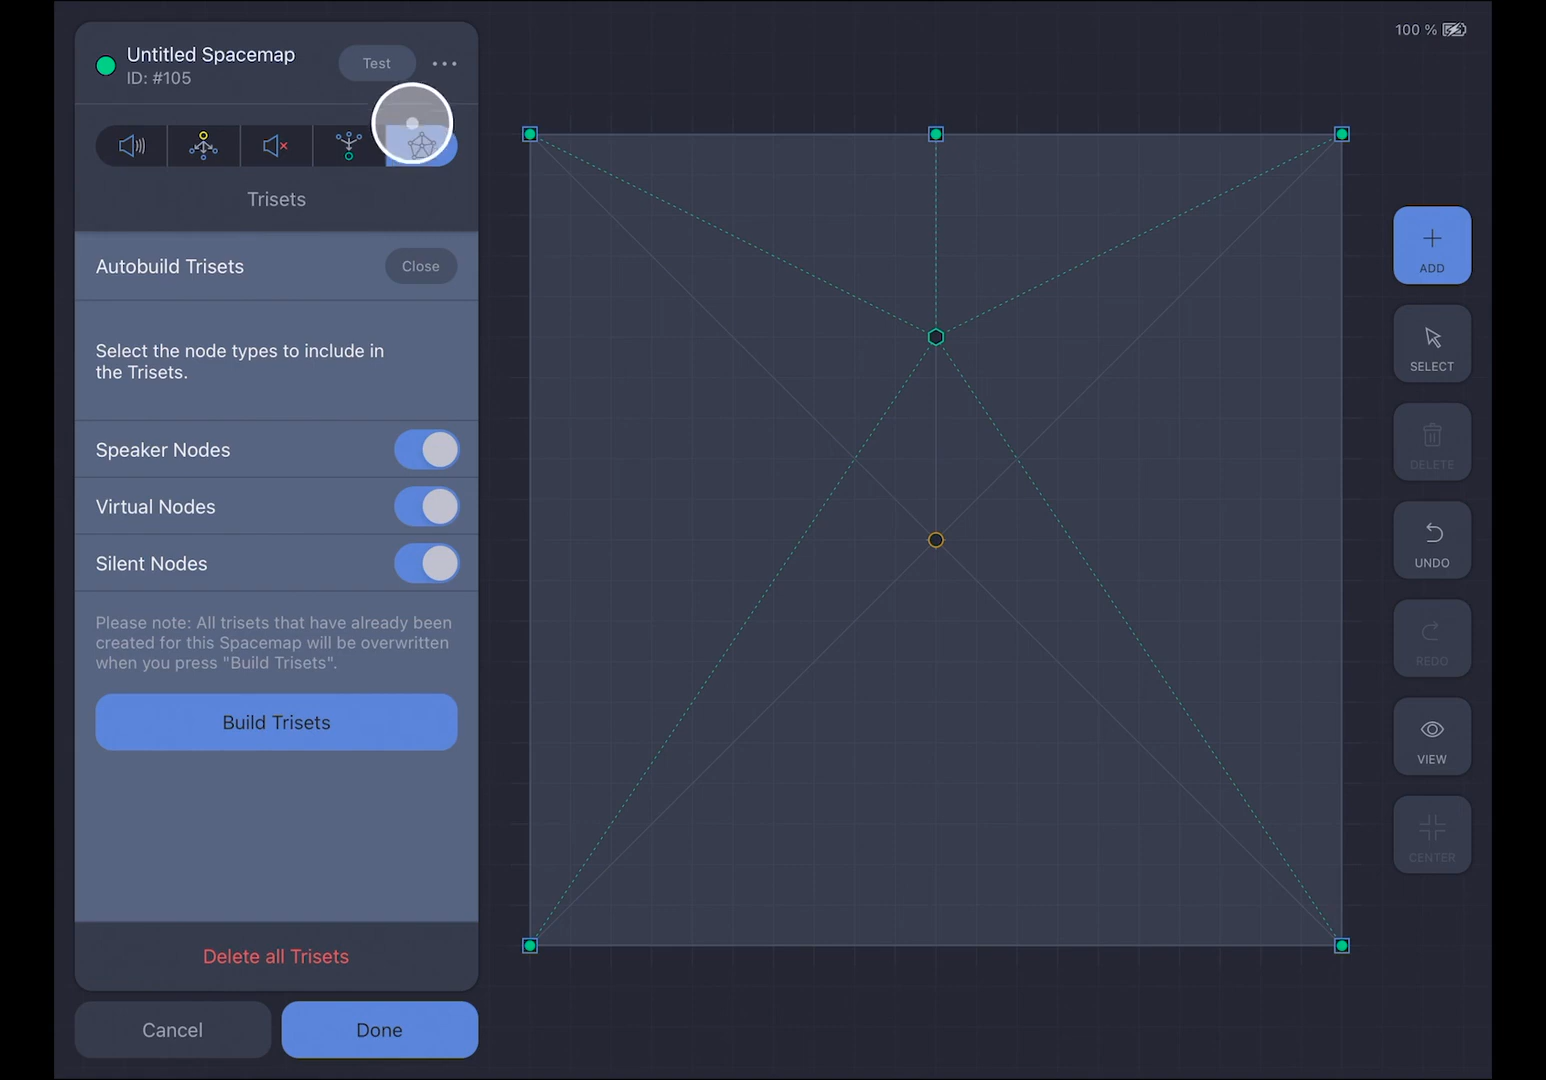 100 %
Untitled Spacemap
ID: #105
Test
Trisets
Autobuild Trisets
Close
Select the node types to include in
the Trisets.
Speaker Nodes
Virtual Nodes
Silent Nodes
Please note: All trisets that have already been
created for this Spacemap will be overwritten
when you press "Build Trisets".
Build Trisets
Delete all Trisets
Cancel
Done
ADD
SELECT
DELETE
UNDO
REDO
VIEW
CENTER